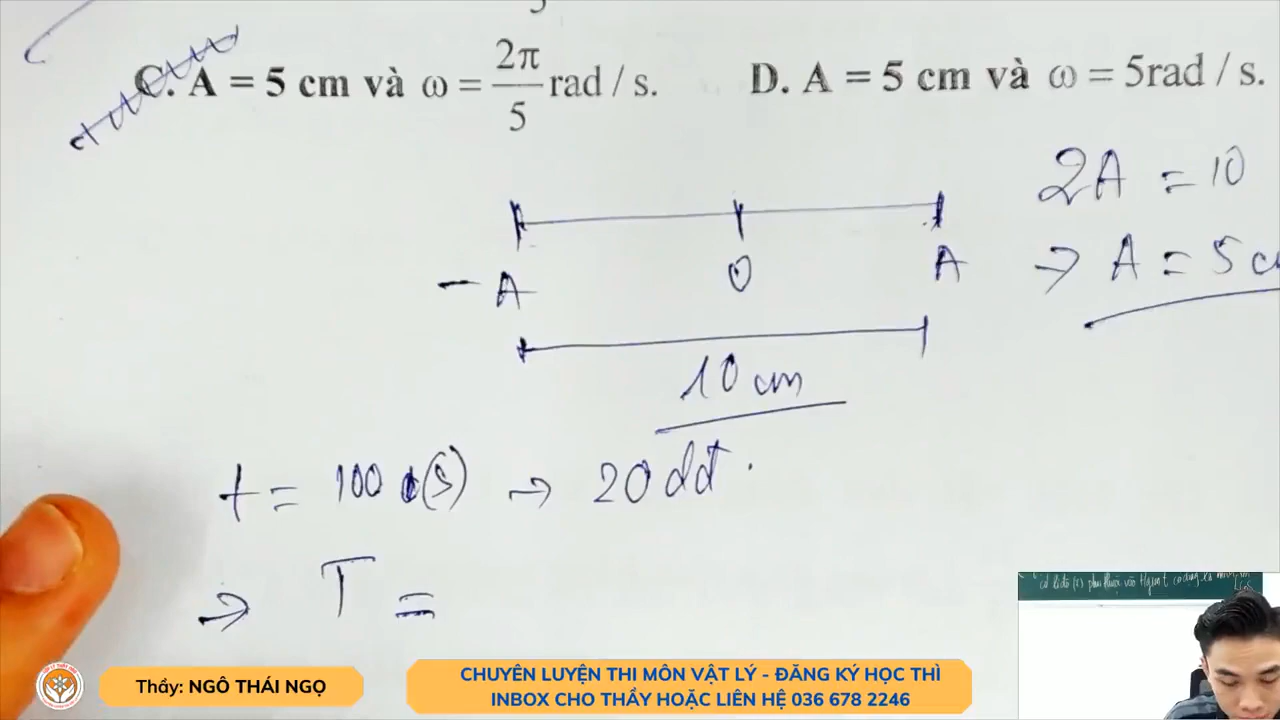 C. A = 5 cm và ω = 2π/5 rad / s. D. A = 5 cm và ω = 5rad / s.
2A = 10
-A O A
→ A = 5 c
10 cm
t = 100 (s) → 20 dđ.
→ T =
Thầy: NGÔ THÁI NGỌ
CHUYÊN LUYỆN THI MÔN VẬT LÝ - ĐĂNG KÝ HỌC THÌ
INBOX CHO THẦY HOẶC LIÊN HỆ 036 678 2246